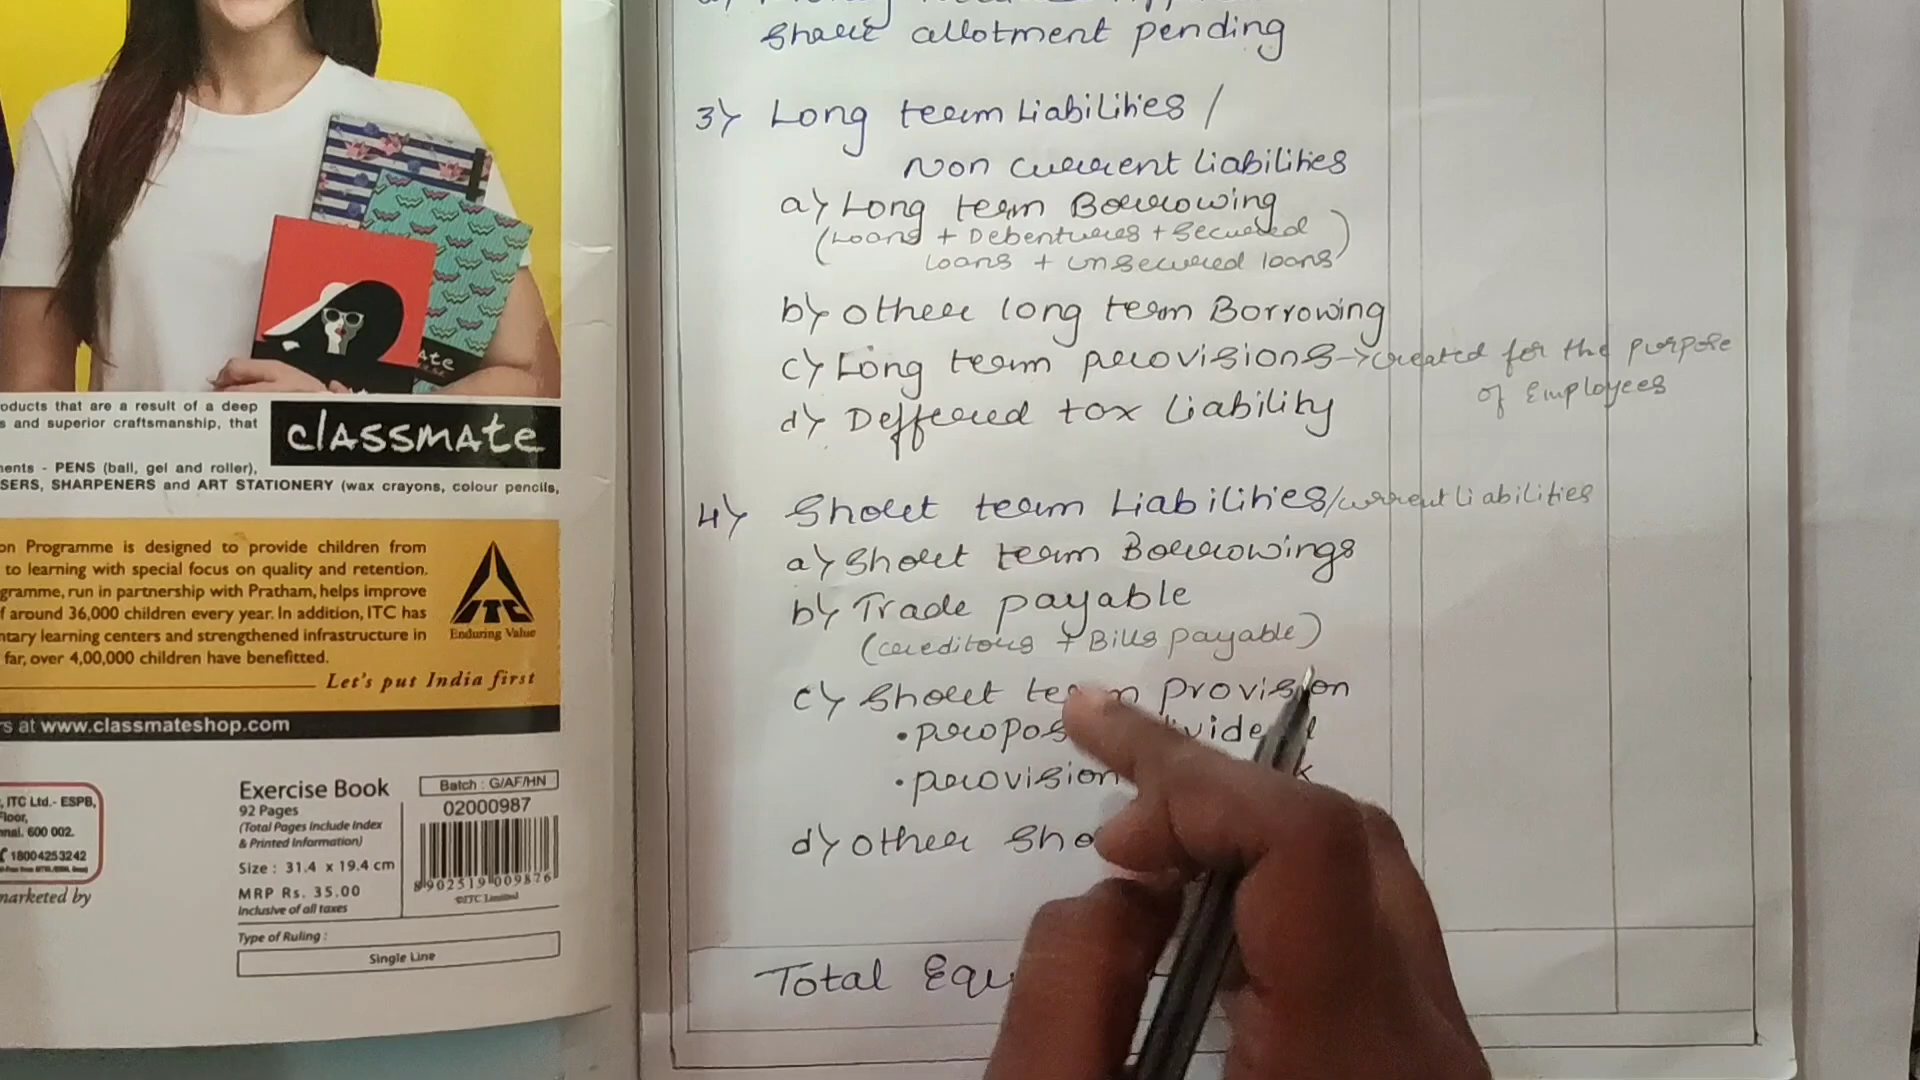 share allotment pending
3) Long term Liabilities /
Non current Liabilities
a) Long term Borrowing
(Loans + Debentures + Secured
loans + unsecured loans)
b) other long term Borrowing
c) Long term provisions → created for the purpose
of Employees
d) Deffered tax Liability
4) Short term Liabilities/current Liabilities
a) Short term Borrowings
b) Trade payable
(creditors + Bills payable)
c) Short term provision
• provision
d) other
Total
oducts that are a result of a deep
s and superior craftsmanship, that
classmate
nents - PENS (ball, gel and roller),
SERS, SHARPENERS and ART STATIONERY (wax crayons, colour pencils,
on Programme is designed to provide children from
to learning with special focus on quality and retention.
gramme, run in partnership with Pratham, helps improve
f around 36,000 children every year. In addition, ITC has
ntary learning centers and strengthened infrastructure in
far, over 4,00,000 children have benefitted.
ITC
Enduring Value
Let's put India first
s at www.classmateshop.com
, ITC Ltd.- ESPB,
Floor,
nnai. 600 002.
18004253242
marketed by
Exercise Book
92 Pages
(Total Pages Include Index
& Printed Information)
Size : 31.4 x 19.4 cm
MRP Rs. 35.00
Inclusive of all taxes
Batch : G/AF/HN
02000987
8 902519 009876
©ITC Limited
Type of Ruling :
Single Line